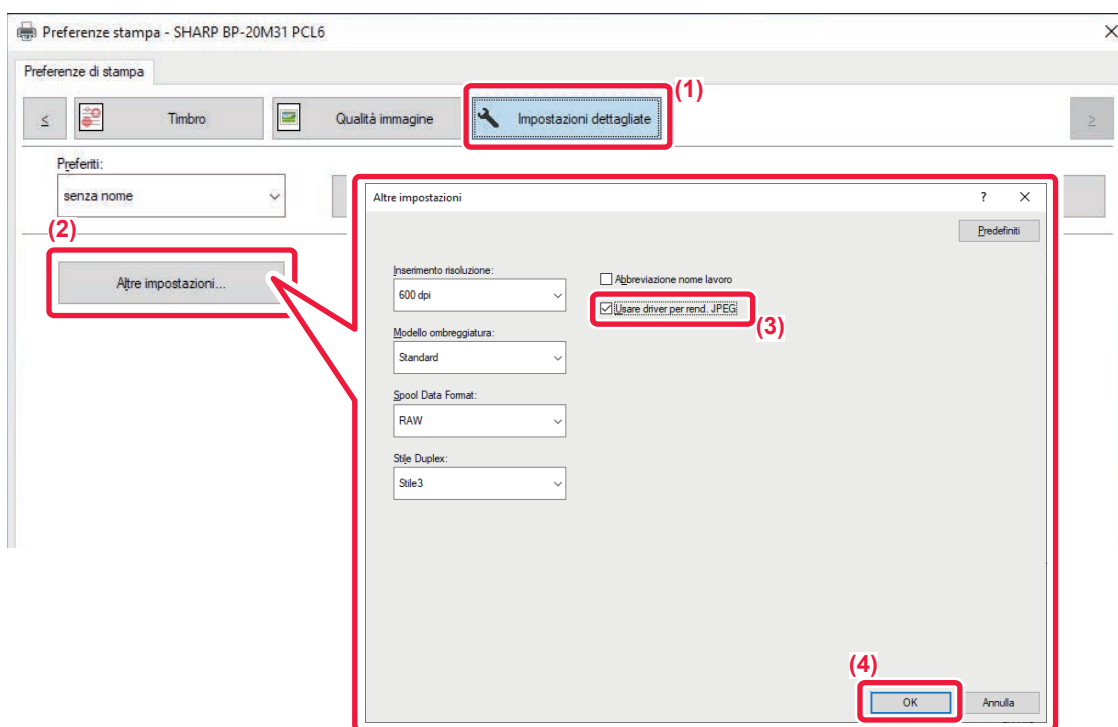 Preferenze stampa - SHARP BP-20M31 PCL6
Preferenze di stampa
(1)
< Timbro Qualità immagine Impostazioni dettagliate >
Preferiti:
senza nome
(2)
Altre impostazioni...
Altre impostazioni ? X
Predefiniti
Inserimento risoluzione:
600 dpi
Abbreviazione nome lavoro
Usare driver per rend. JPEG
(3)
Modello ombreggiatura:
Standard
Spool Data Format:
RAW
Stile Duplex:
Stile3
(4)
OK Annulla